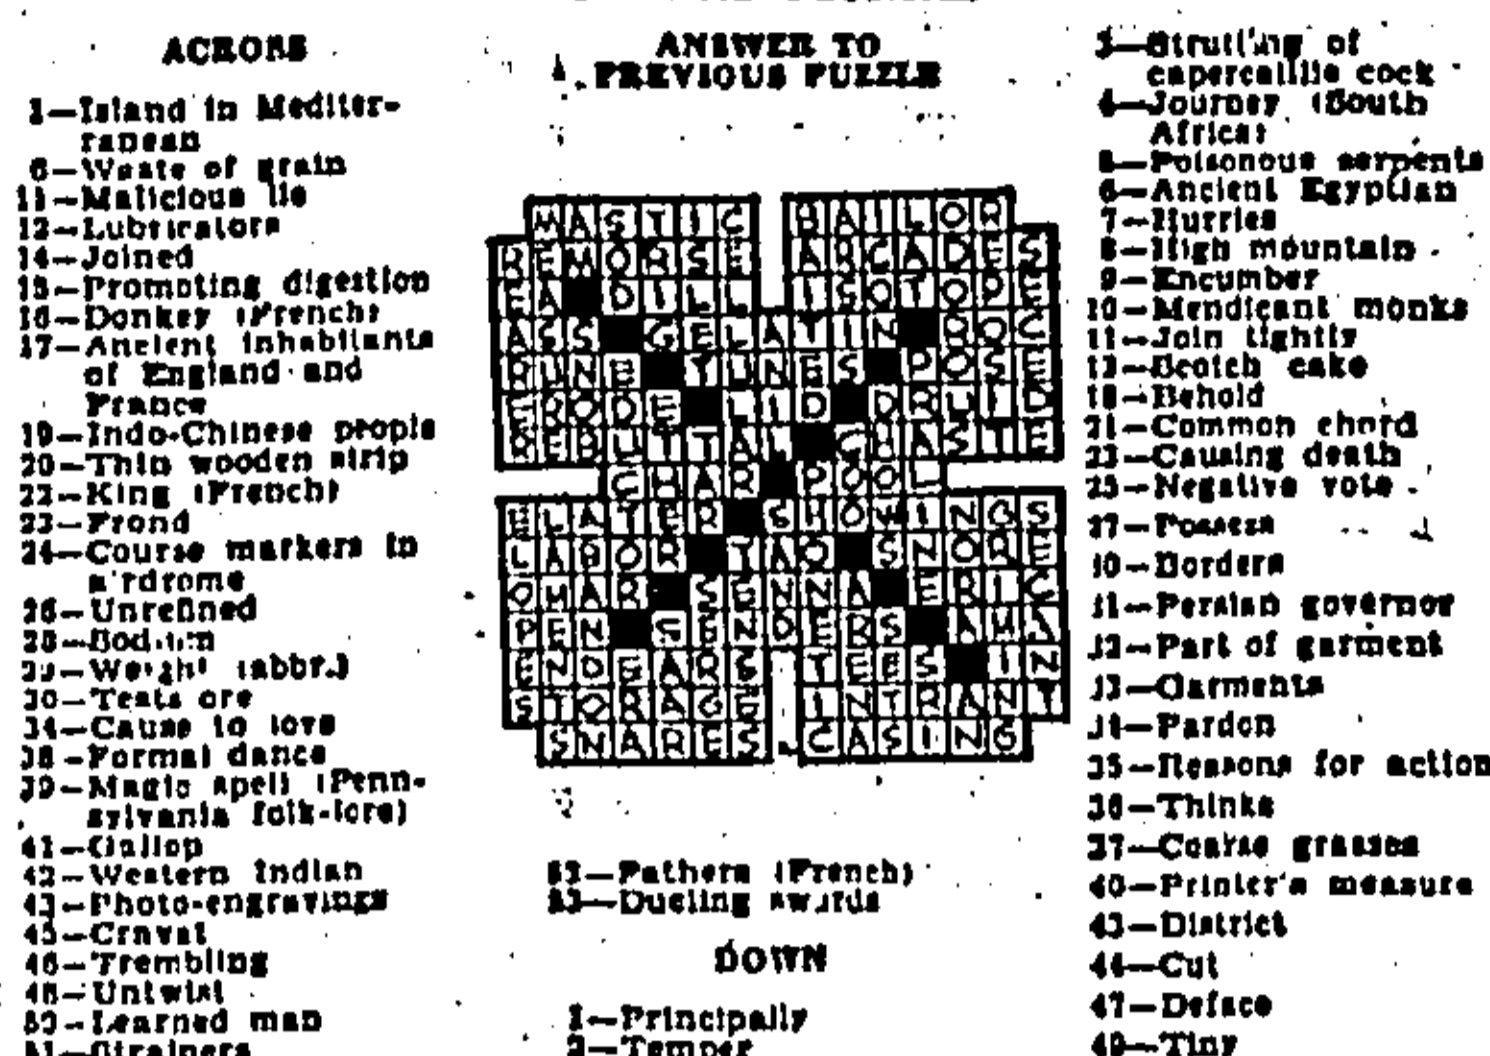 ACROSS
1—Island in Mediter-
ranean
6—Waste of grain
11—Malicious lie
12—Lubricators
14—Joined
15—Promoting digestion
16—Donkey (French)
17—Ancient inhabitants
of England and
France
19—Indo-Chinese people
20—Thin wooden strip
22—King (French)
23—Frond
24—Course markers in
airdrome
26—Unrefined
28—
29—Weight (abbr.)
30—Tests ore
34—Cause to love
38—Formal dance
39—Magic spell (Penn-
sylvania folk-lore)
41—Gallop
42—Western Indian
43—Photo-engravings
45—Cravat
46—Trembling
48—Untwist
50—Learned man
51—Strainers
ANSWER TO
PREVIOUS PUZZLE
MASTIC BAILOR
REMORSE ARCADES
EA DILL ISOTOPE
ASS GELATIN ROC
RUNE TUNES POSE
ERODE LID DRUID
REBUTTAL CHASTE
CHAR POOL
ELATER SHOWINGS
LABOR TAO SNORE
OMAR SENNA ERIC
PEN SENDERS AHA
ENDEARS TEES IN
STORAGE INTRANT
SNARES CASING
52—Fathers (French)
53—Dueling swords
DOWN
1—Principally
2—Temper
3—Strutting of
capercaillie cock
4—Journey (South
Africa)
5—Poisonous serpents
6—Ancient Egyptian
7—Hurries
8—High mountain
9—Encumber
10—Mendicant monks
11—Join tightly
13—Scotch cake
18—Behold
21—Common chord
23—Causing death
25—Negative vote
27—Possess
30—Borders
31—Persian governor
32—Part of garment
33—Garments
34—Pardon
35—Reasons for action
36—Thinks
37—Coarse grasses
40—Printer's measure
43—District
44—Cut
47—Deface
49—Tiny